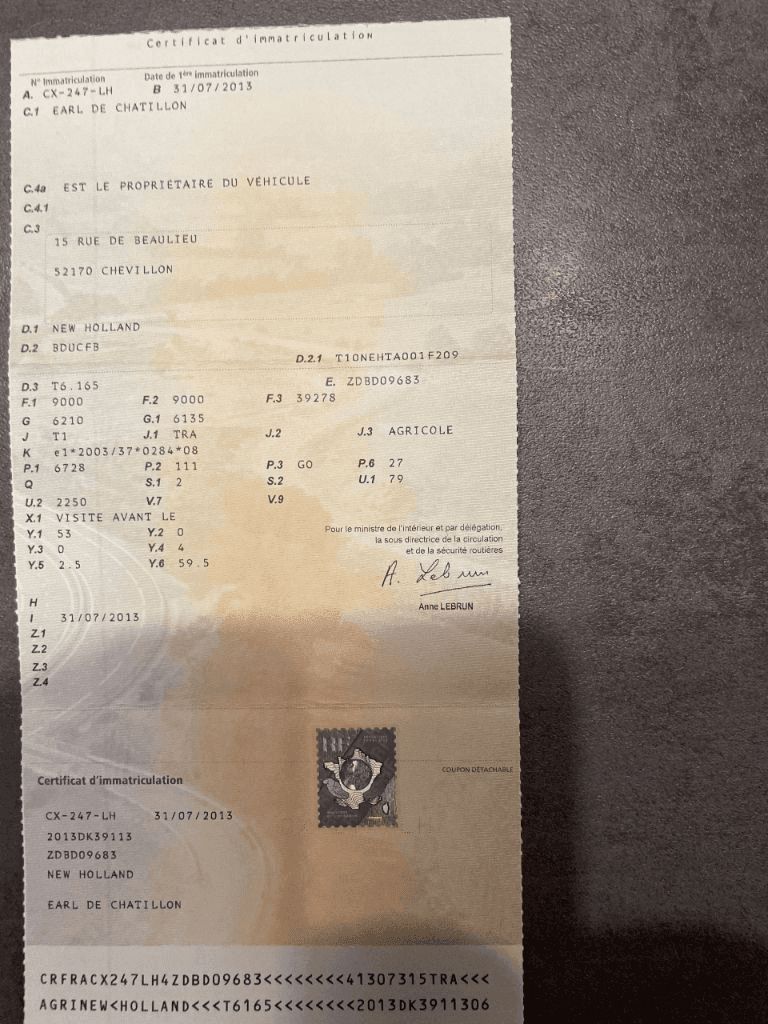 Certificat d'immatriculation
N° Immatriculation Date de 1ère immatriculation
A. CX-247-LH B 31/07/2013
C.1 EARL DE CHATILLON
C.4a EST LE PROPRIÉTAIRE DU VÉHICULE
C.4.1
C.3
15 RUE DE BEAULIEU
52170 CHEVILLON
D.1 NEW HOLLAND
D.2 BDUCFB
D.2.1 T10NEHTA001F209
D.3 T6.165 E. ZDBD09683
F.1 9000 F.2 9000 F.3 39278
G 6210 G.1 6135
J T1 J.1 TRA J.2 J.3 AGRICOLE
K e1*2003/37*0284*08
P.1 6728 P.2 111 P.3 GO P.6 27
Q S.1 2 S.2 U.1 79
U.2 2250 V.7 V.9
X.1 VISITE AVANT LE
Y.1 53 Y.2 0
Y.3 0 Y.4 4
Y.5 2.5 Y.6 59.5
Pour le ministre de l'intérieur et par délégation,
la sous directrice de la circulation
et de la sécurité routières
A. Lebrun
Anne LEBRUN
H
I 31/07/2013
Z.1
Z.2
Z.3
Z.4
COUPON DÉTACHABLE
Certificat d'immatriculation
CX-247-LH 31/07/2013
2013DK39113
ZDBD09683
NEW HOLLAND
EARL DE CHATILLON
CRFRACX247LH4ZDBD09683<<<<<<<<41307315TRA<<<
AGRINEW<HOLLAND<<<T6165<<<<<<<<2013DK3911306